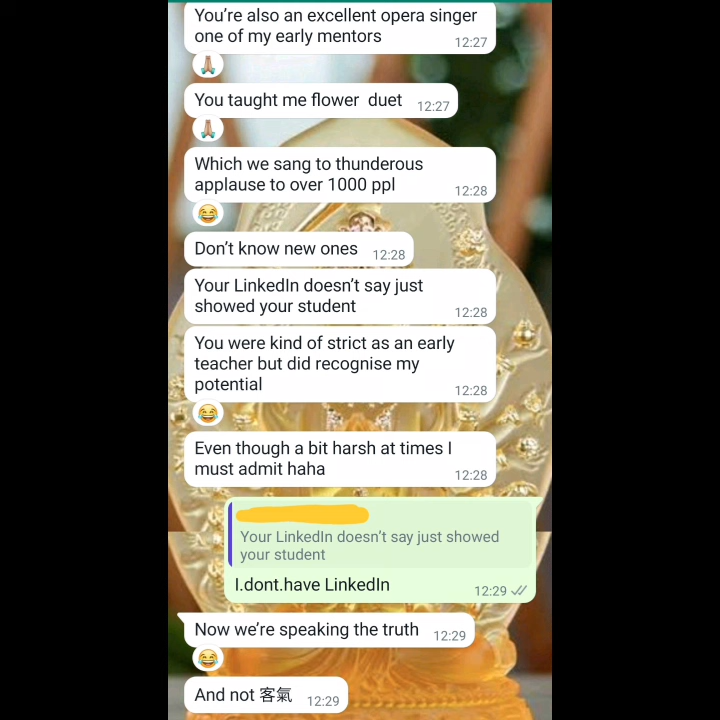 You're also an excellent opera singer
one of my early mentors
12:27
🙏🏼
You taught me flower  duet
12:27
🙏🏼
Which we sang to thunderous
applause to over 1000 ppl
12:28
😂
Don't know new ones
12:28
Your LinkedIn doesn't say just
showed your student
12:28
You were kind of strict as an early
teacher but did recognise my
potential
12:28
😂
Even though a bit harsh at times I
must admit haha
12:28
Your LinkedIn doesn't say just showed
your student
I.dont.have LinkedIn
12:29
Now we're speaking the truth
12:29
😂
And not 客氣
12:29